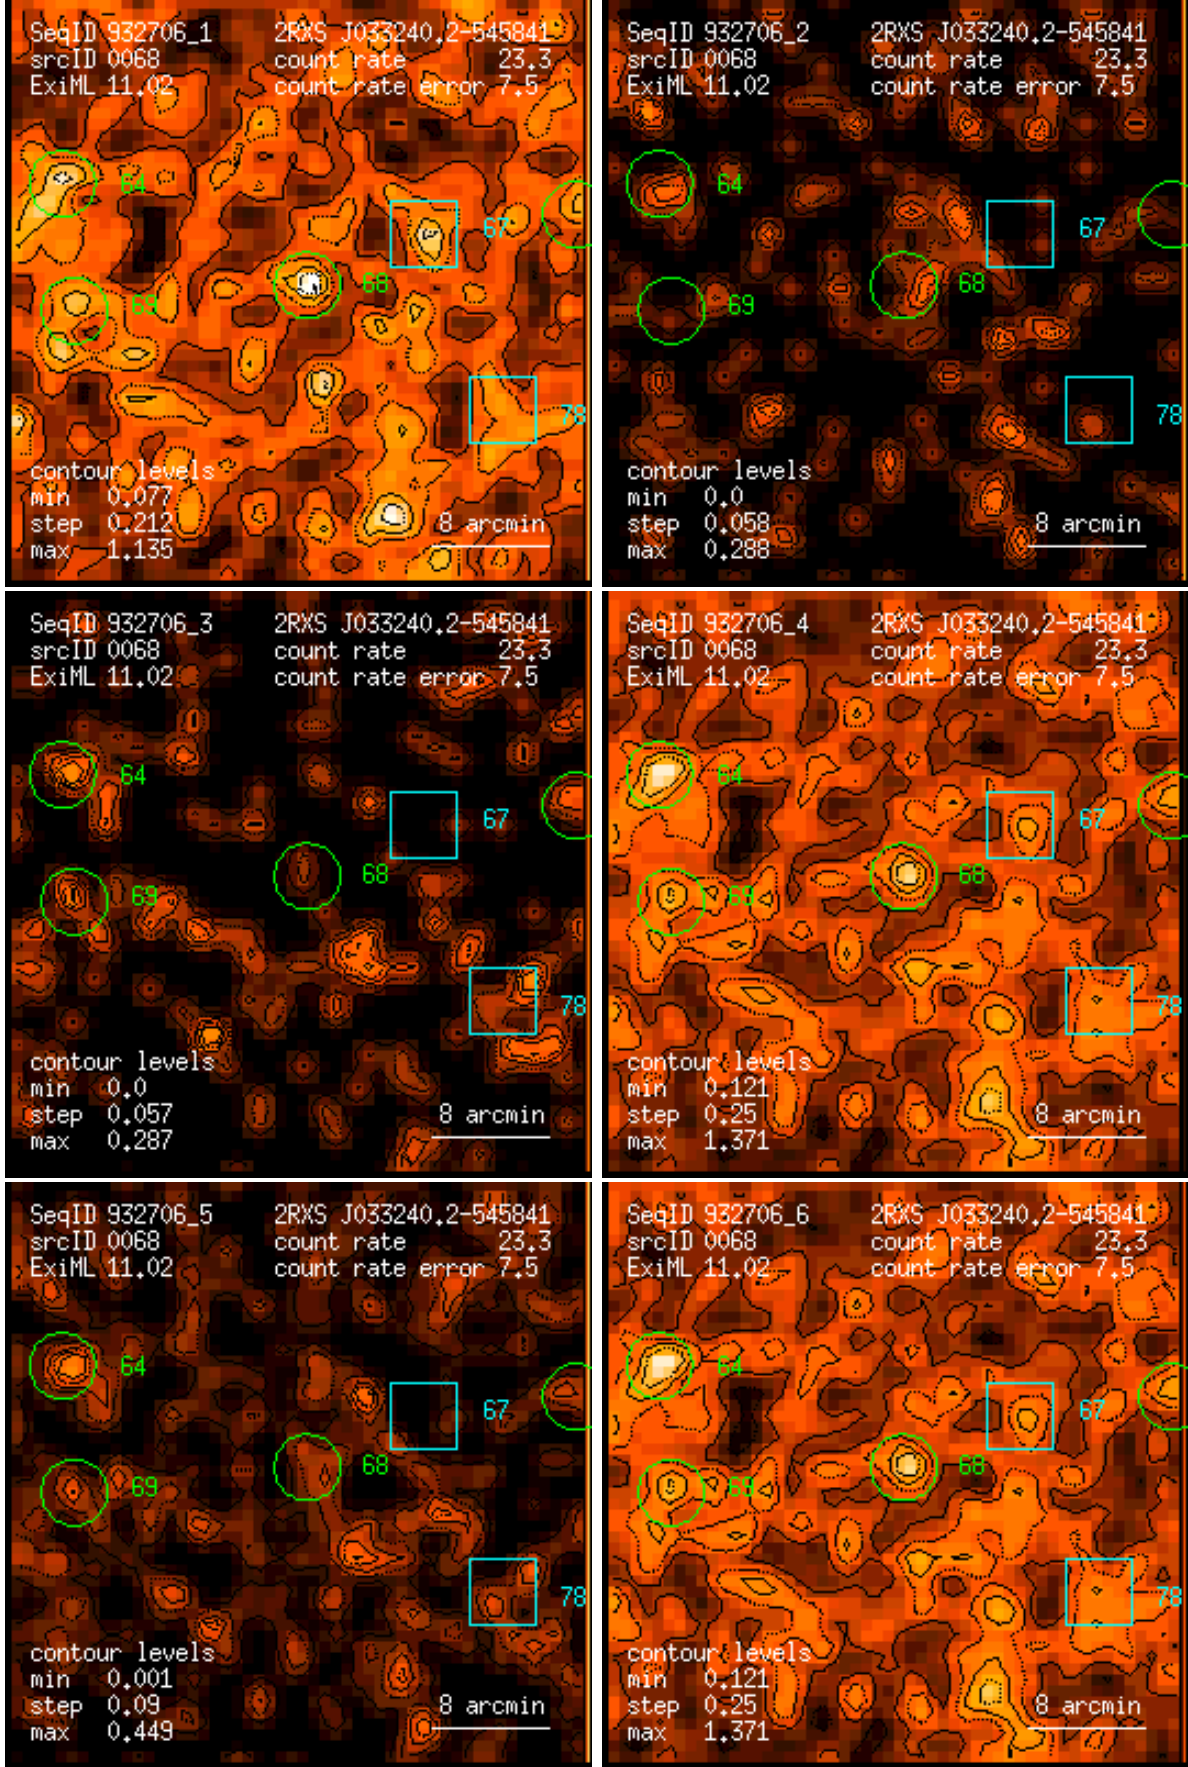 SeqID 932706_1 2RXS J033240.2-545841
srcID 0068 count rate 23.3
ExiML 11.02 count rate error 7.5
64
67
68
69
78
contour levels
min 0.077
step 0.212
max 1.135
8 arcmin
SeqID 932706_2 2RXS J033240.2-545841
srcID 0068 count rate 23.3
ExiML 11.02 count rate error 7.5
64
67
68
69
78
contour levels
min 0.0
step 0.058
max 0.288
8 arcmin
SeqID 932706_3 2RXS J033240.2-545841
srcID 0068 count rate 23.3
ExiML 11.02 count rate error 7.5
64
67
68
69
78
contour levels
min 0.0
step 0.057
max 0.287
8 arcmin
SeqID 932706_4 2RXS J033240.2-545841
srcID 0068 count rate 23.3
ExiML 11.02 count rate error 7.5
64
67
68
69
78
contour levels
min 0.121
step 0.25
max 1.371
8 arcmin
SeqID 932706_5 2RXS J033240.2-545841
srcID 0068 count rate 23.3
ExiML 11.02 count rate error 7.5
64
67
68
69
78
contour levels
min 0.001
step 0.09
max 0.449
8 arcmin
SeqID 932706_6 2RXS J033240.2-545841
srcID 0068 count rate 23.3
ExiML 11.02 count rate error 7.5
64
67
68
69
78
contour levels
min 0.121
step 0.25
max 1.371
8 arcmin